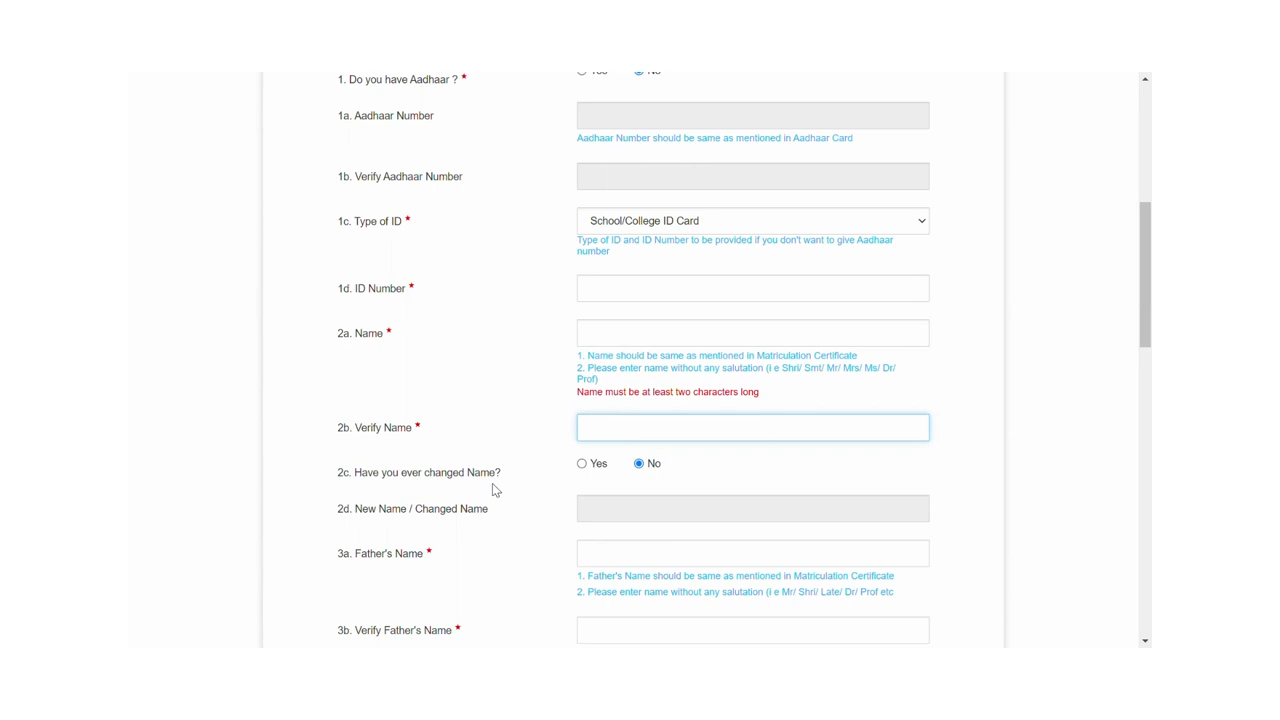 1. Do you have Aadhaar ? * Yes No
1a. Aadhaar Number
Aadhaar Number should be same as mentioned in Aadhaar Card
1b. Verify Aadhaar Number
1c. Type of ID * School/College ID Card
Type of ID and ID Number to be provided if you don't want to give Aadhaar
number
1d. ID Number *
2a. Name *
1. Name should be same as mentioned in Matriculation Certificate
2. Please enter name without any salutation (i e Shri/ Smt/ Mr/ Mrs/ Ms/ Dr/
Prof)
Name must be at least two characters long
2b. Verify Name *
2c. Have you ever changed Name? Yes No
2d. New Name / Changed Name
3a. Father's Name *
1. Father's Name should be same as mentioned in Matriculation Certificate
2. Please enter name without any salutation (i e Mr/ Shri/ Late/ Dr/ Prof etc
3b. Verify Father's Name *